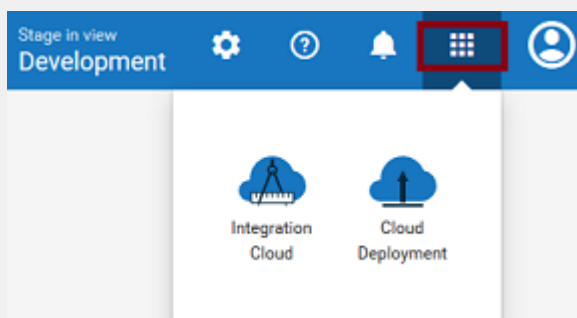 Stage in view
Development
Integration
Cloud
Cloud
Deployment